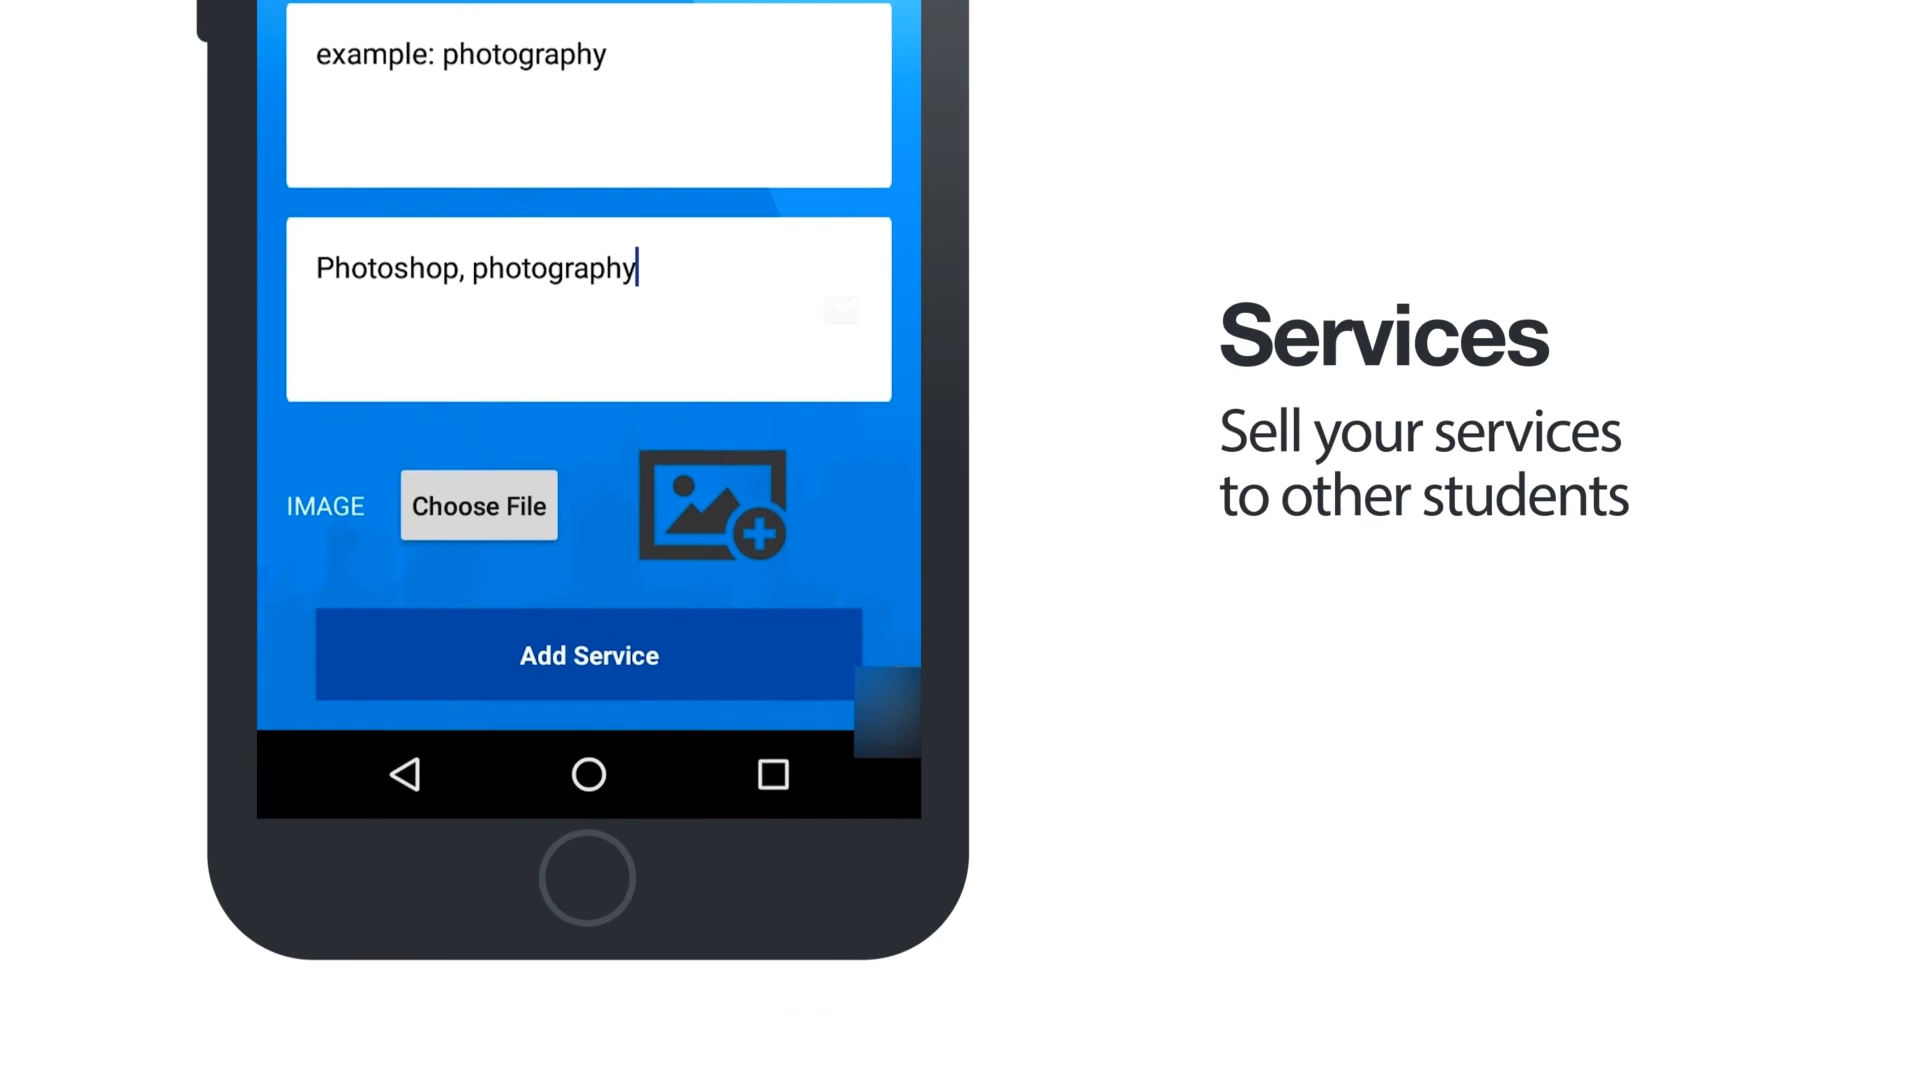 example: photography
Photoshop, photography
IMAGE
Choose File
Add Service
Services
Sell your services
to other students